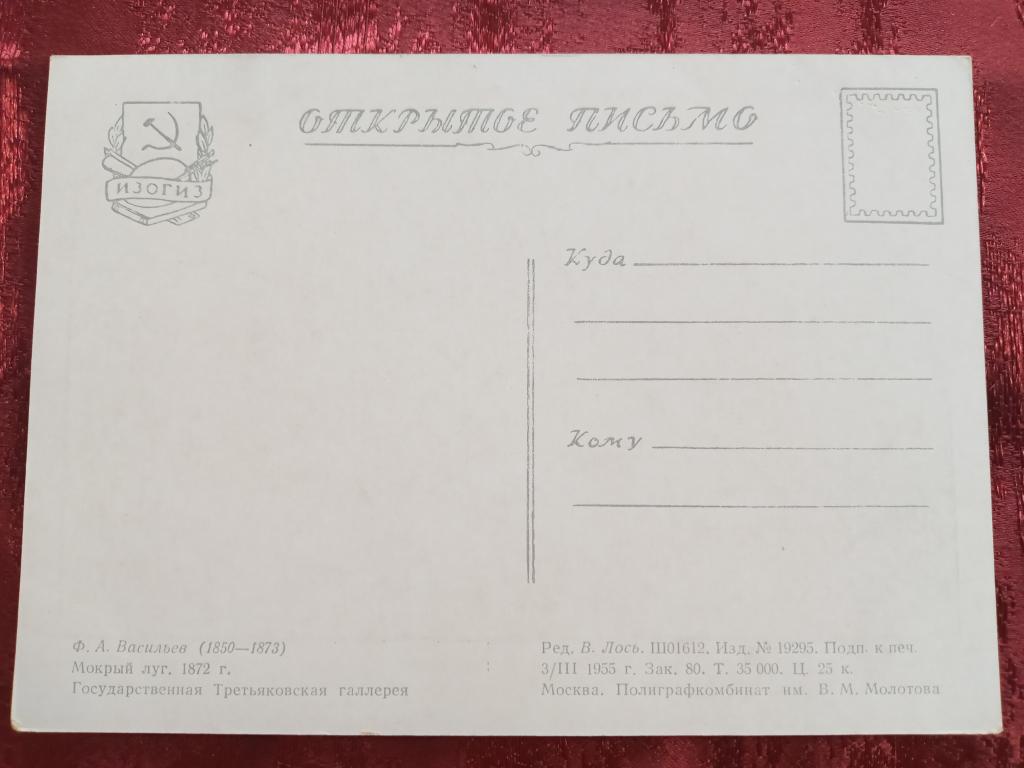 ОТКРЫТОЕ ПИСЬМО
ИЗОГИЗ
Куда
Кому
Ф. А. Васильев (1850—1873)
Мокрый луг. 1872 г.
Государственная Третьяковская галлерея
Ред. В. Лось. Ш01612. Изд. № 19295. Подп. к печ.
3/III 1955 г. Зак. 80. Т. 35 000. Ц. 25 к.
Москва. Полиграфкомбинат им. В. М. Молотова